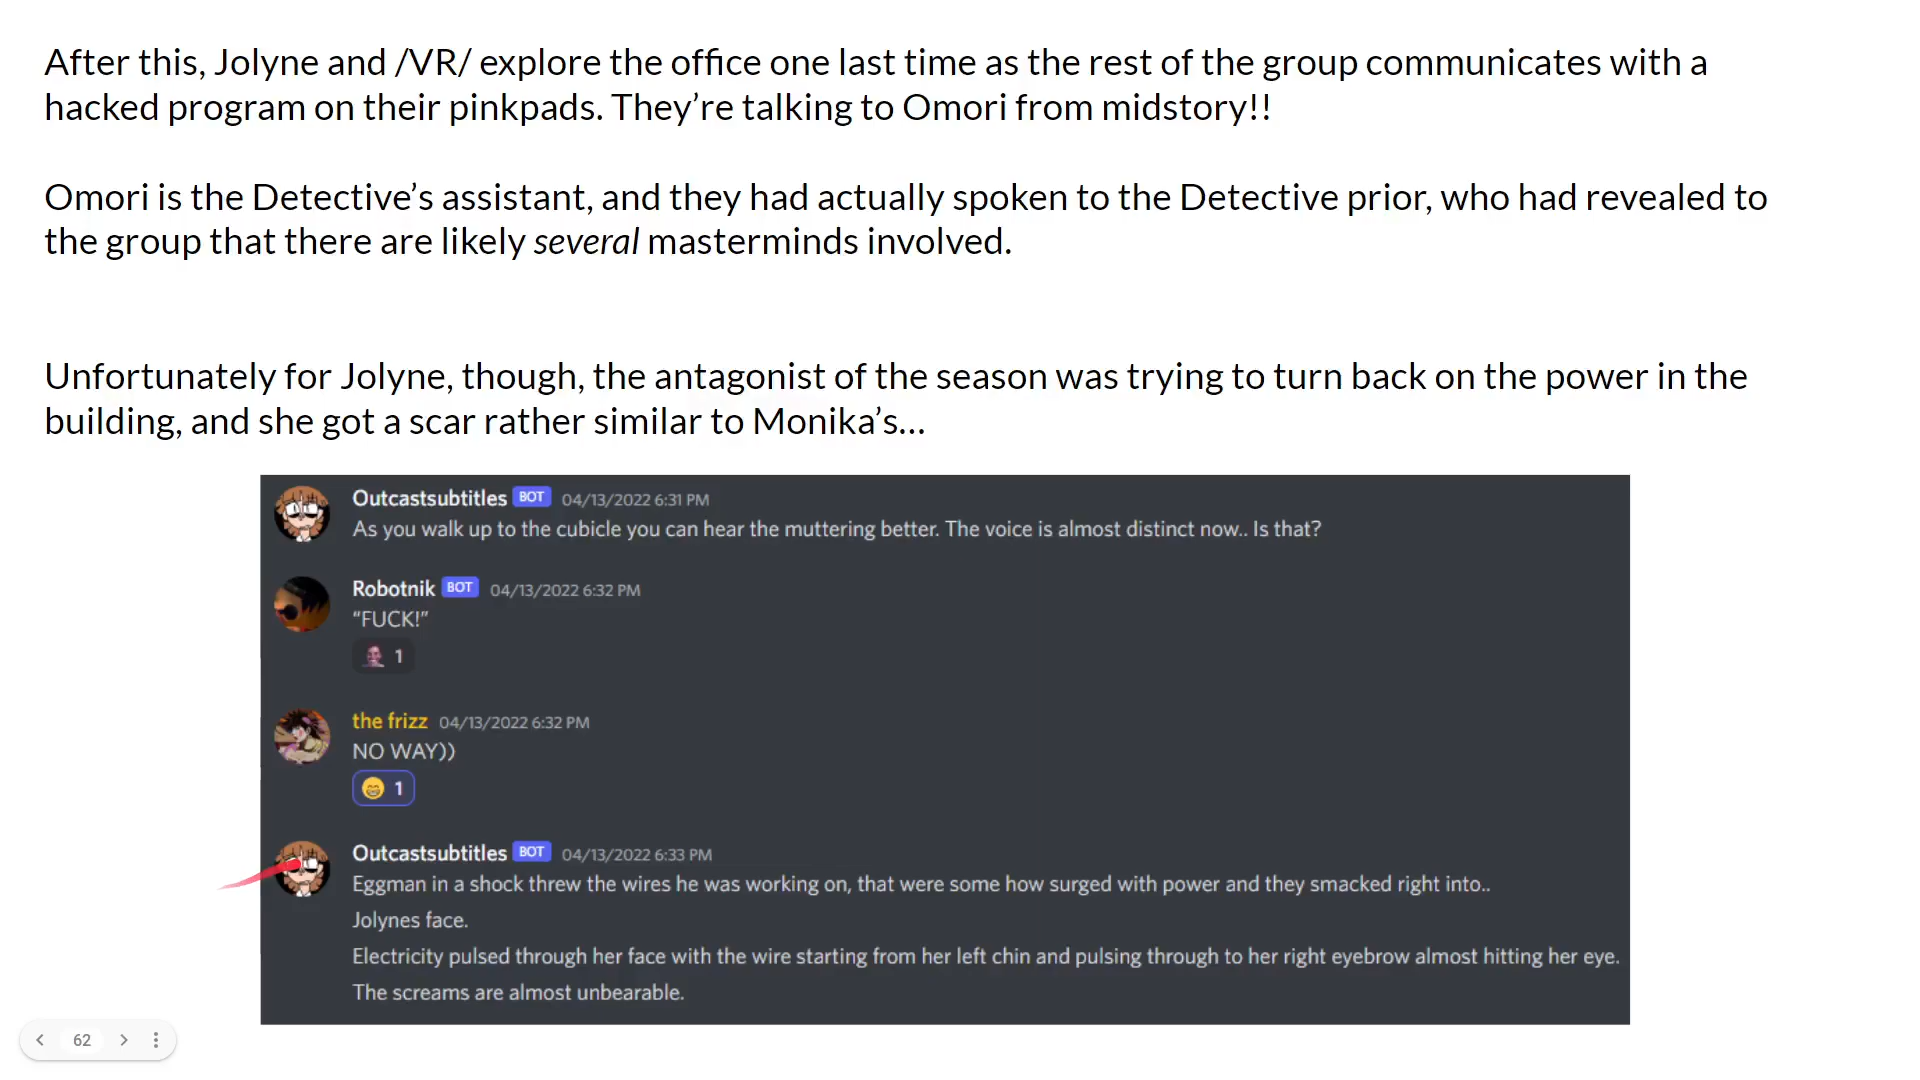 After this, Jolyne and /VR/ explore the office one last time as the rest of the group communicates with a
hacked program on their pinkpads. They’re talking to Omori from midstory!!
Omori is the Detective’s assistant, and they had actually spoken to the Detective prior, who had revealed to
the group that there are likely several masterminds involved.
Unfortunately for Jolyne, though, the antagonist of the season was trying to turn back on the power in the
building, and she got a scar rather similar to Monika’s...
Outcastsubtitles BOT 04/13/2022 6:31 PM
As you walk up to the cubicle you can hear the muttering better. The voice is almost distinct now.. Is that?
Robotnik BOT 04/13/2022 6:32 PM
“FUCK!”
1
the frizz 04/13/2022 6:32 PM
NO WAY))
1
Outcastsubtitles BOT 04/13/2022 6:33 PM
Eggman in a shock threw the wires he was working on, that were some how surged with power and they smacked right into..
Jolynes face.
Electricity pulsed through her face with the wire starting from her left chin and pulsing through to her right eyebrow almost hitting her eye.
The screams are almost unbearable.
62